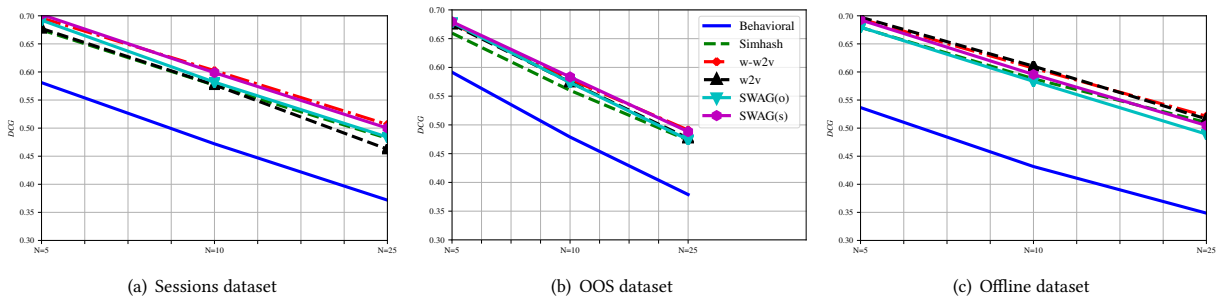 0.70
0.65
0.60
0.55
0.50
0.45
0.40
0.35
0.30
DCG
N=5
N=10
N=25
(a) Sessions dataset
0.70
0.65
0.60
0.55
0.50
0.45
0.40
0.35
0.30
DCG
N=5
N=10
N=25
Behavioral
Simhash
w-w2v
w2v
SWAG(o)
SWAG(s)
(b) OOS dataset
0.70
0.65
0.60
0.55
0.50
0.45
0.40
0.35
0.30
DCG
N=5
N=10
N=25
(c) Offline dataset